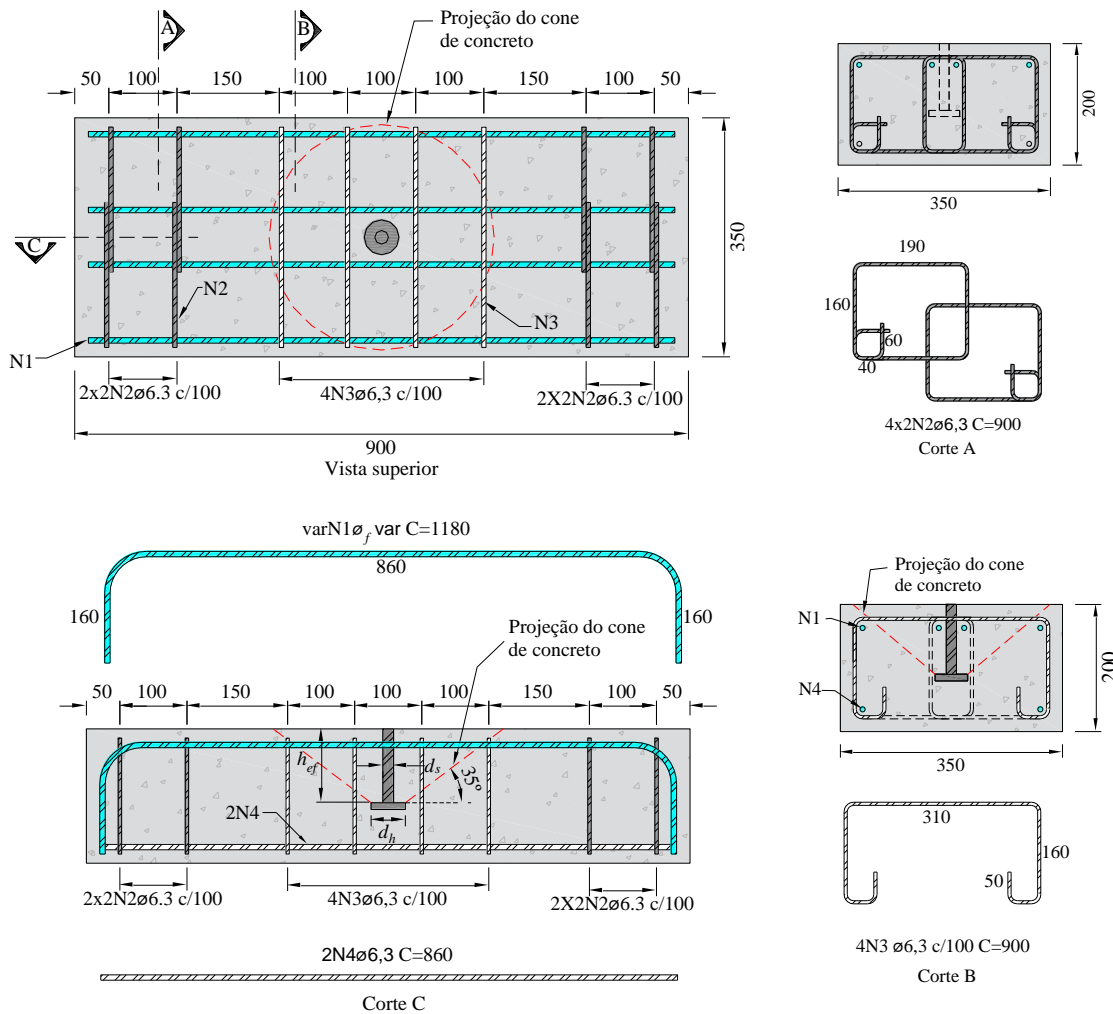 A
B
Projeção do cone
de concreto
50 100 150 100 100 100 150 100 50
C
N1
N2
N3
350
2x2N2ø6.3 c/100
4N3ø6,3 c/100
2X2N2ø6.3 c/100
900
Vista superior
200
350
190
160
60
40
4x2N2ø6,3 C=900
Corte A
varN1ø f var C=1180
860
160
160
Projeção do cone
de concreto
50 100 150 100 100 100 150 100 50
hef
ds
35°
2N4
dh
2x2N2ø6.3 c/100
4N3ø6,3 c/100
2X2N2ø6.3 c/100
2N4ø6,3 C=860
Corte C
Projeção do cone
de concreto
N1
N4
200
350
310
160
50
4N3 ø6,3 c/100 C=900
Corte B